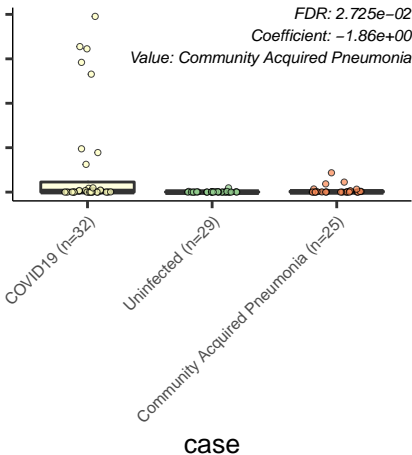 FDR: 2.725e−02
Coefficient: −1.86e+00
Value: Community Acquired Pneumonia
COVID19 (n=32)
Uninfected (n=29)
Community Acquired Pneumonia (n=25)
case